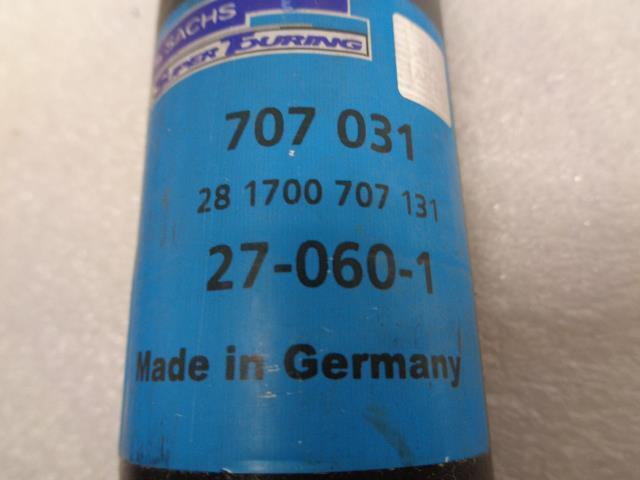 SACHS
SUPER TOURING
707 031
28 1700 707 131
27-060-1
Made in Germany